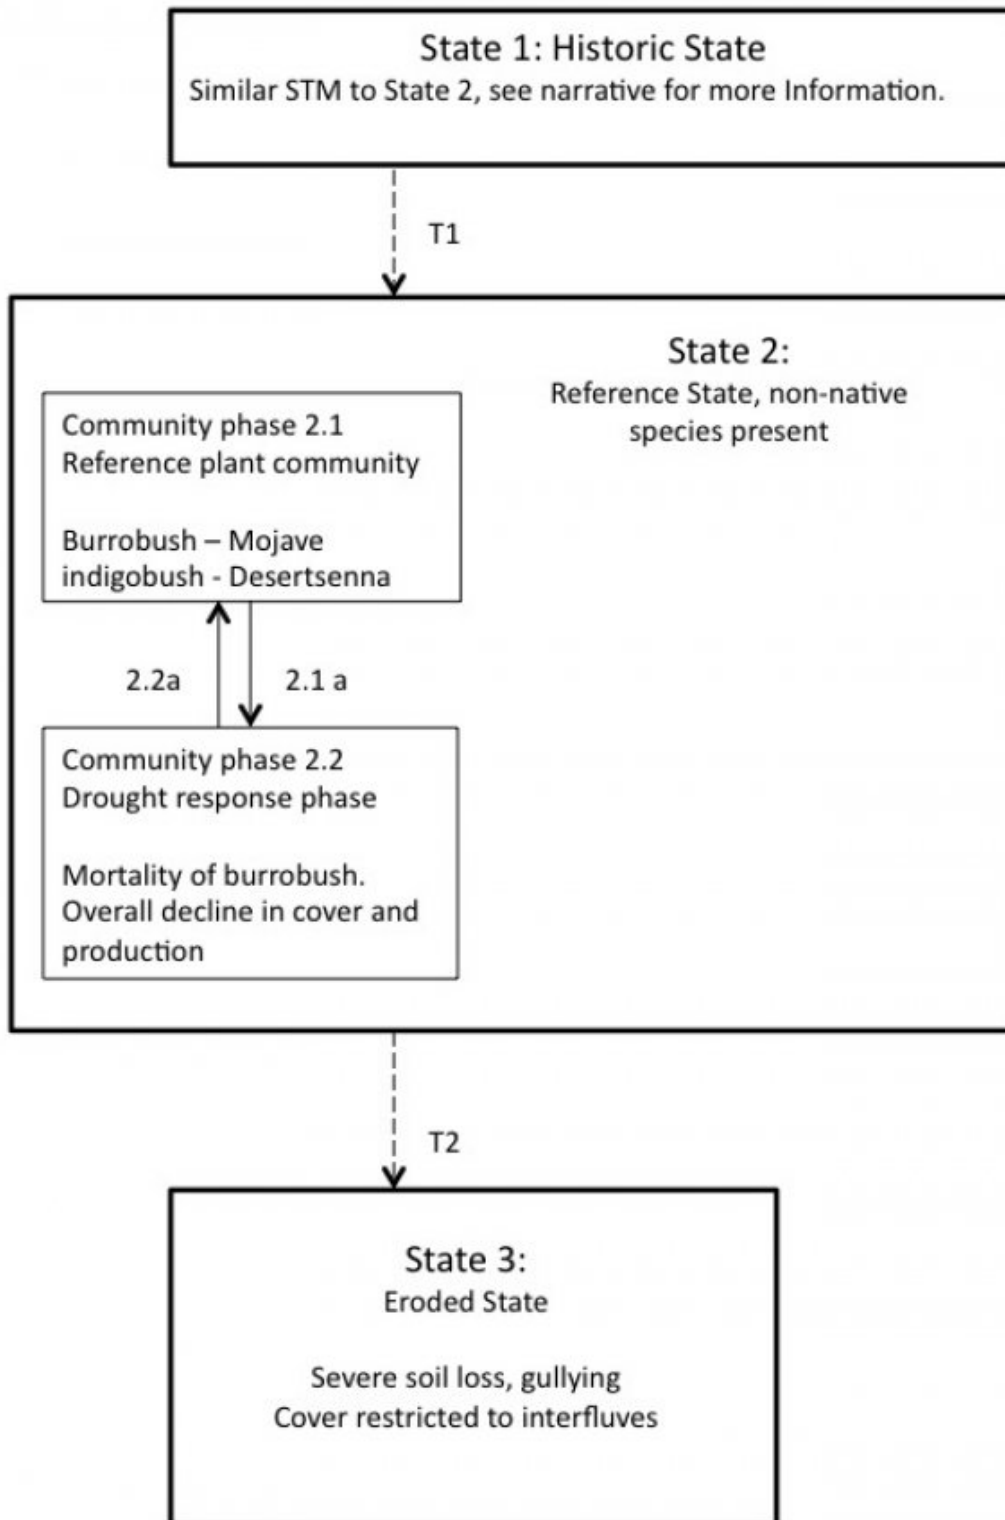 State 1: Historic State
Similar STM to State 2, see narrative for more Information.
T1
State 2:
Reference State, non-native
species present
Community phase 2.1
Reference plant community
Burrobush – Mojave
indigobush - Desertsenna
2.2a
2.1 a
Community phase 2.2
Drought response phase
Mortality of burrobush.
Overall decline in cover and
production
T2
State 3:
Eroded State
Severe soil loss, gullying
Cover restricted to interfluves